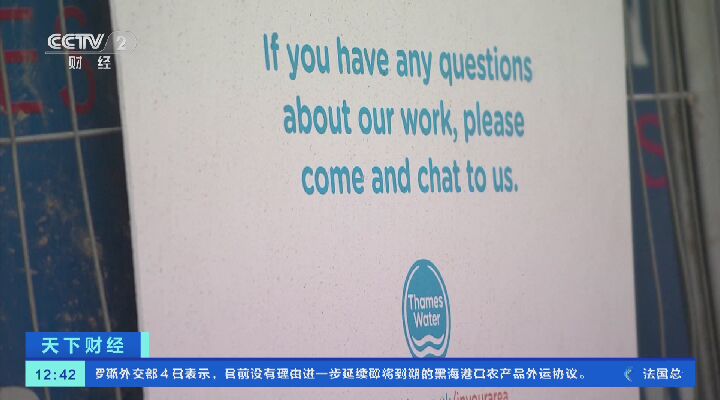 CCTV 2
财经
If you have any questions
about our work, please
come and chat to us.
Thames
Water
天下财经
12:42 罗斯外交部4日表示，目前没有理由进一步延续即将到期的黑海港口农产品外运协议。 《 法国总
/inyourarea